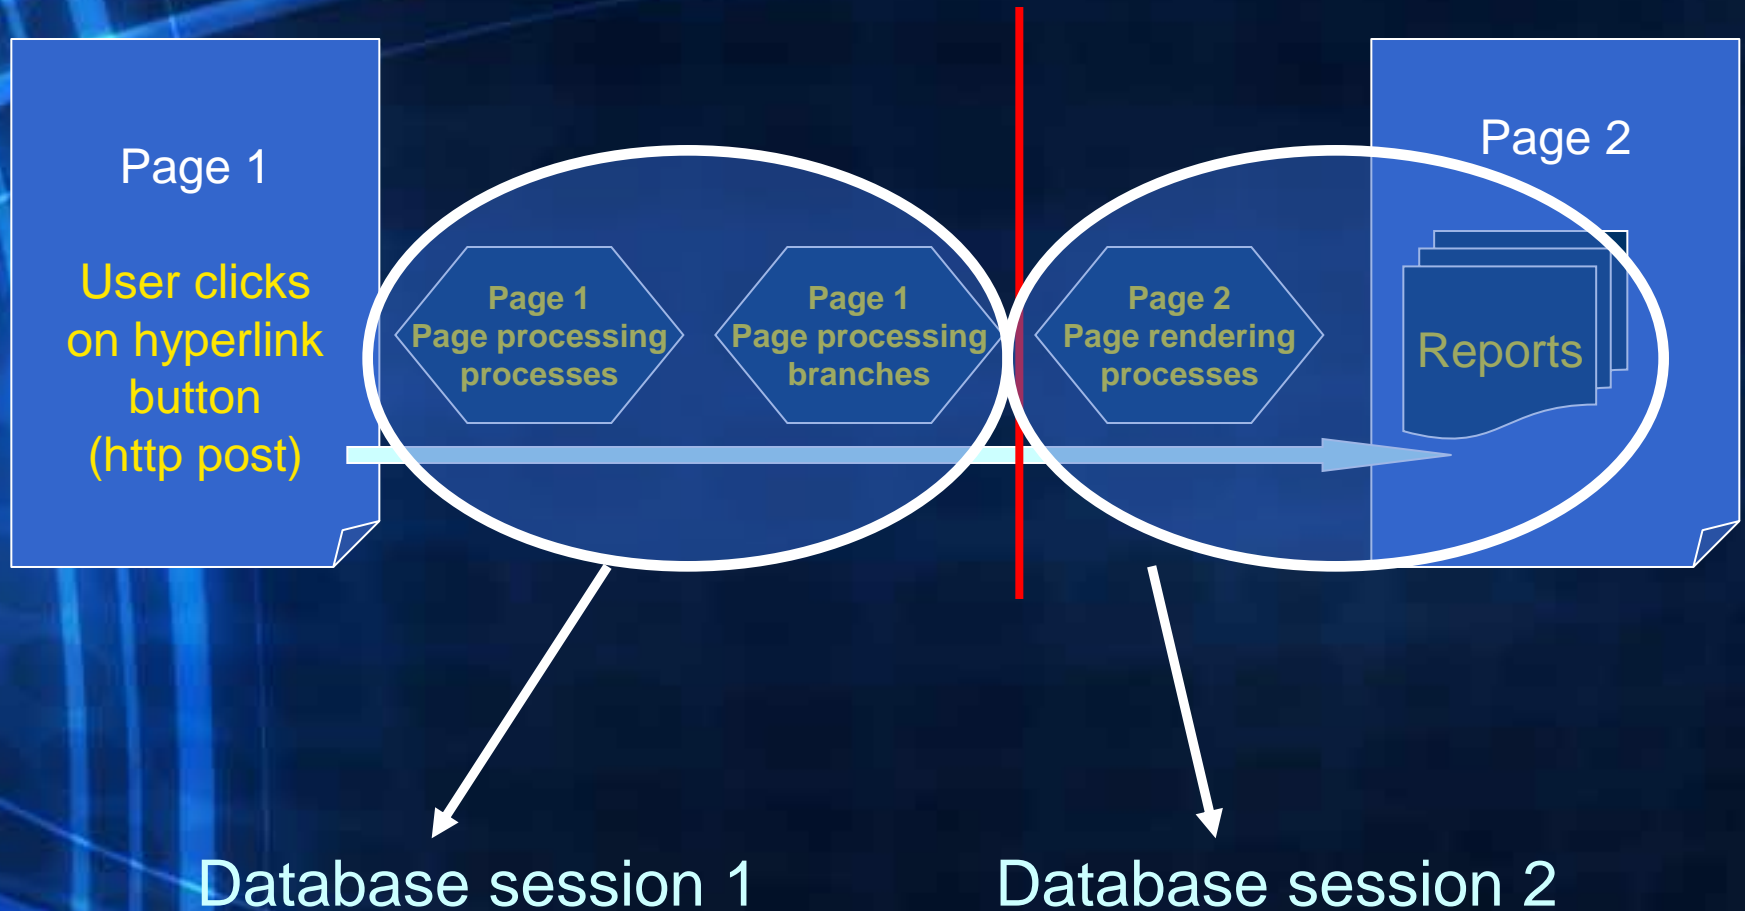 Page 1
User clicks
on hyperlink
button
(http post)
Page 1
Page processing
processes
Page 1
Page processing
branches
Page 2
Page rendering
processes
Page 2
Reports
Database session 1
Database session 2